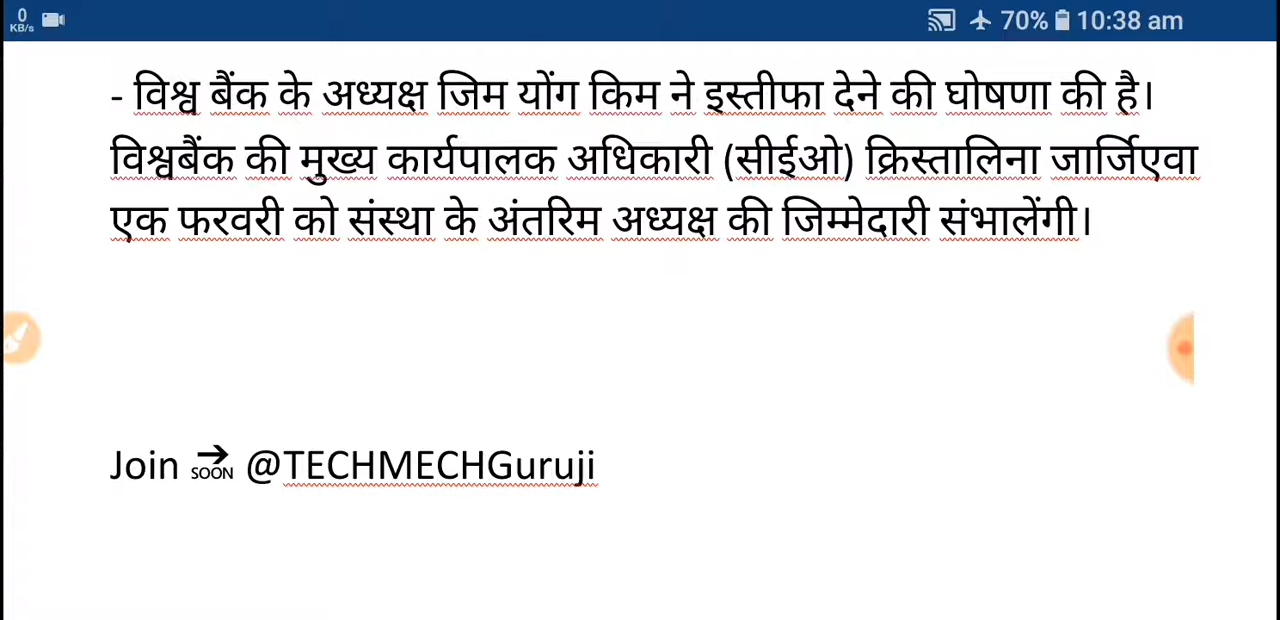 0
KB/s
70% 10:38 am
- विश्व बैंक के अध्यक्ष जिम योंग किम ने इस्तीफा देने की घोषणा की है।
विश्वबैंक की मुख्य कार्यपालक अधिकारी (सीईओ) क्रिस्तालिना जार्जिएवा
एक फरवरी को संस्था के अंतरिम अध्यक्ष की जिम्मेदारी संभालेंगी।
Join 🔜 @TECHMECHGuruji